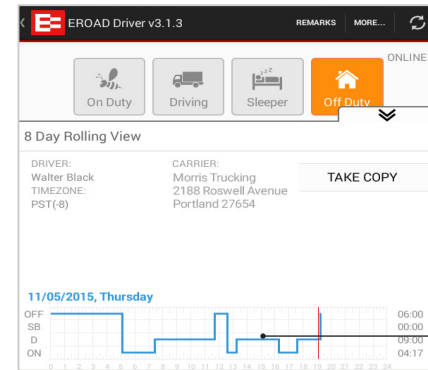 EROAD Driver v3.1.3 REMARKS MORE...
ONLINE
On Duty Driving Sleeper Off Duty
8 Day Rolling View
DRIVER: CARRIER:
Walter Black Morris Trucking TAKE COPY
TIMEZONE: 2188 Roswell Avenue
PST(-8) Portland 27654
11/05/2015, Thursday
OFF 06:00
SB 00:00
D 09:00
ON 04:17
0 1 2 3 4 5 6 7 8 9 10 11 12 13 14 15 16 17 18 19 20 21 22 23 24